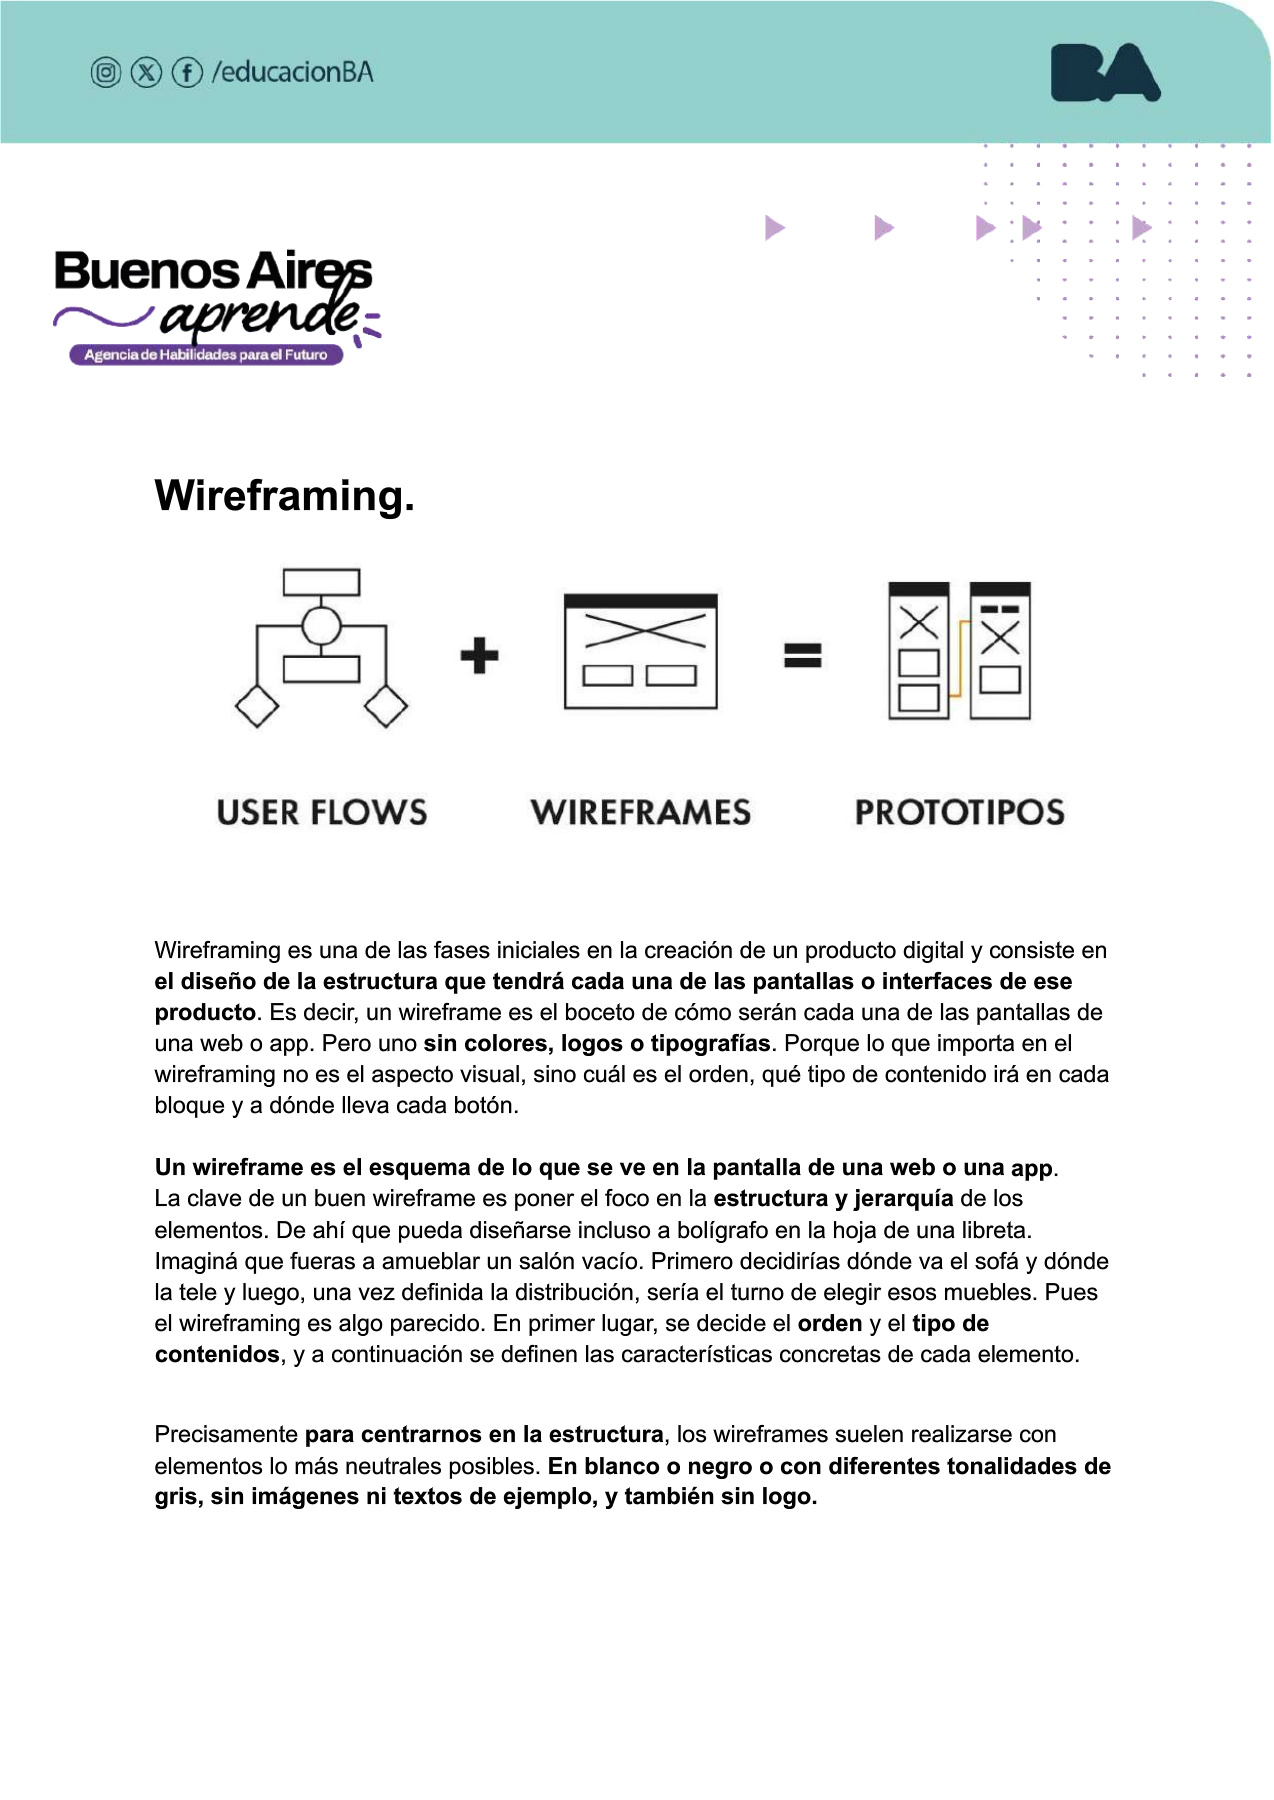 /educacionBA
BA
Buenos Aires
aprende
Agencia de Habilidades para el Futuro
Wireframing.
USER FLOWS WIREFRAMES PROTOTIPOS
Wireframing es una de las fases iniciales en la creación de un producto digital y consiste en
el diseño de la estructura que tendrá cada una de las pantallas o interfaces de ese
producto. Es decir, un wireframe es el boceto de cómo serán cada una de las pantallas de
una web o app. Pero uno sin colores, logos o tipografías. Porque lo que importa en el
wireframing no es el aspecto visual, sino cuál es el orden, qué tipo de contenido irá en cada
bloque y a dónde lleva cada botón.
Un wireframe es el esquema de lo que se ve en la pantalla de una web o una app.
La clave de un buen wireframe es poner el foco en la estructura y jerarquía de los
elementos. De ahí que pueda diseñarse incluso a bolígrafo en la hoja de una libreta.
Imaginá que fueras a amueblar un salón vacío. Primero decidirías dónde va el sofá y dónde
la tele y luego, una vez definida la distribución, sería el turno de elegir esos muebles. Pues
el wireframing es algo parecido. En primer lugar, se decide el orden y el tipo de
contenidos, y a continuación se definen las características concretas de cada elemento.
Precisamente para centrarnos en la estructura, los wireframes suelen realizarse con
elementos lo más neutrales posibles. En blanco o negro o con diferentes tonalidades de
gris, sin imágenes ni textos de ejemplo, y también sin logo.